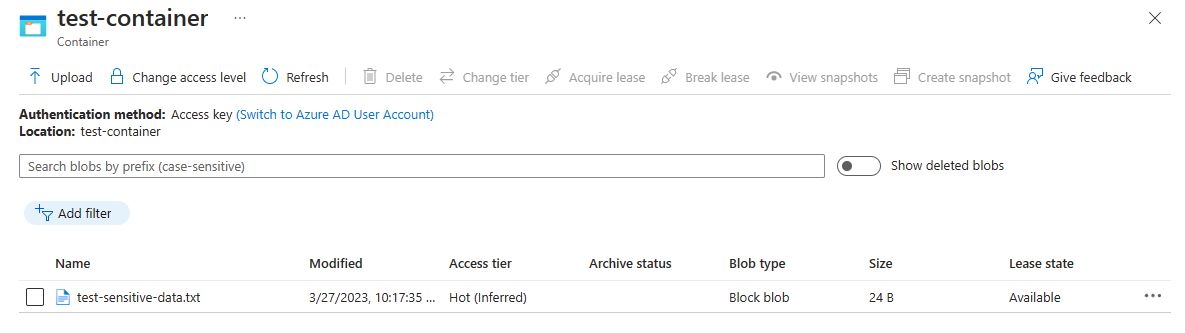 test-container ...
Container
Upload Change access level Refresh Delete Change tier Acquire lease Break lease View snapshots Create snapshot Give feedback
Authentication method: Access key (Switch to Azure AD User Account)
Location: test-container
Search blobs by prefix (case-sensitive) Show deleted blobs
Add filter
Name Modified Access tier Archive status Blob type Size Lease state
test-sensitive-data.txt 3/27/2023, 10:17:35 ... Hot (Inferred) Block blob 24 B Available ...